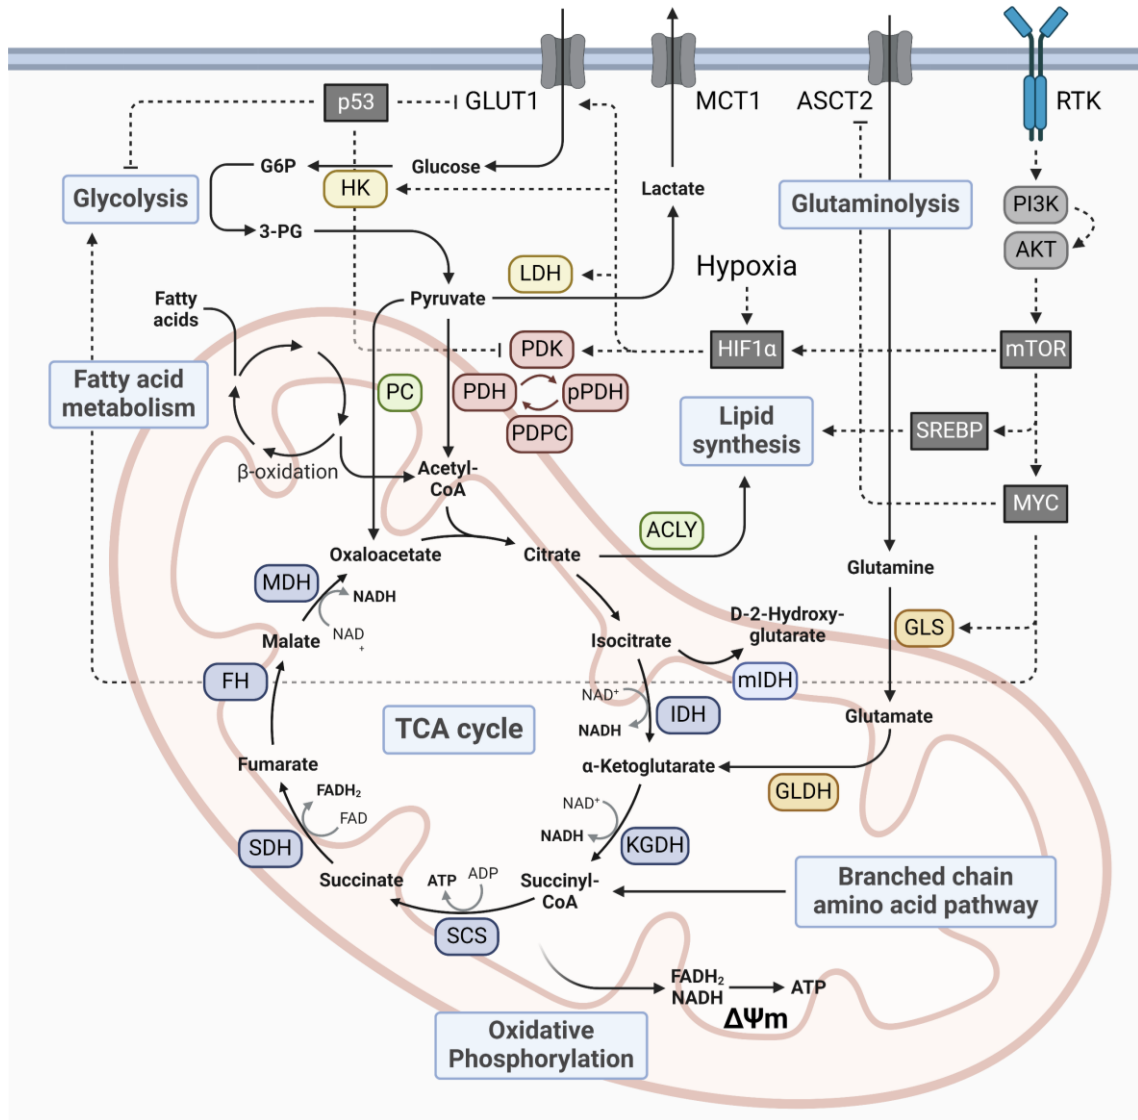 p53
GLUT1
MCT1
ASCT2
RTK
G6P
Glucose
HK
Glycolysis
Lactate
Glutaminolysis
PI3K
3-PG
AKT
LDH
Hypoxia
Pyruvate
Fatty
acids
PDK
HIF1α
mTOR
Fatty acid
metabolism
PC
PDH
pPDH
PDPC
Lipid
synthesis
SREBP
β-oxidation
Acetyl-
CoA
MYC
ACLY
Oxaloacetate
Citrate
Glutamine
MDH
NADH
NAD
+
Malate
Isocitrate
D-2-Hydroxy-
glutarate
GLS
FH
mIDH
NAD⁺
IDH
NADH
TCA cycle
Glutamate
Fumarate
α-Ketoglutarate
GLDH
FADH₂
FAD
NAD⁺
NADH
KGDH
SDH
Succinate
ATP
ADP
Succinyl-
CoA
Branched chain
amino acid pathway
SCS
FADH₂
NADH
ATP
ΔΨm
Oxidative
Phosphorylation